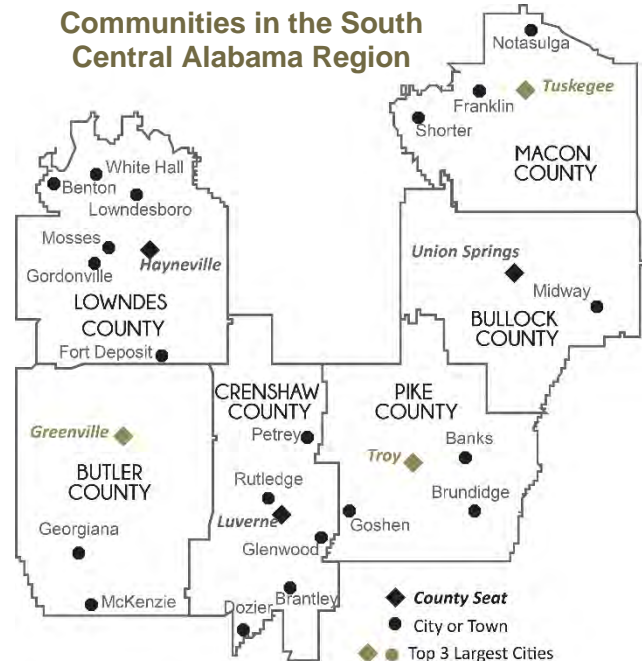 Communities in the South
Central Alabama Region
Notasulga
Tuskegee
Franklin
Shorter
MACON
COUNTY
White Hall
Benton
Lowndesboro
Mosses
Hayneville
Gordonville
LOWNDES
COUNTY
Fort Deposit
Union Springs
Midway
BULLOCK
COUNTY
CRENSHAW
COUNTY
Petrey
Rutledge
Luverne
Glenwood
Brantley
Dozier
PIKE
COUNTY
Banks
Troy
Brundidge
Goshen
Greenville
BUTLER
COUNTY
Georgiana
McKenzie
County Seat
City or Town
Top 3 Largest Cities